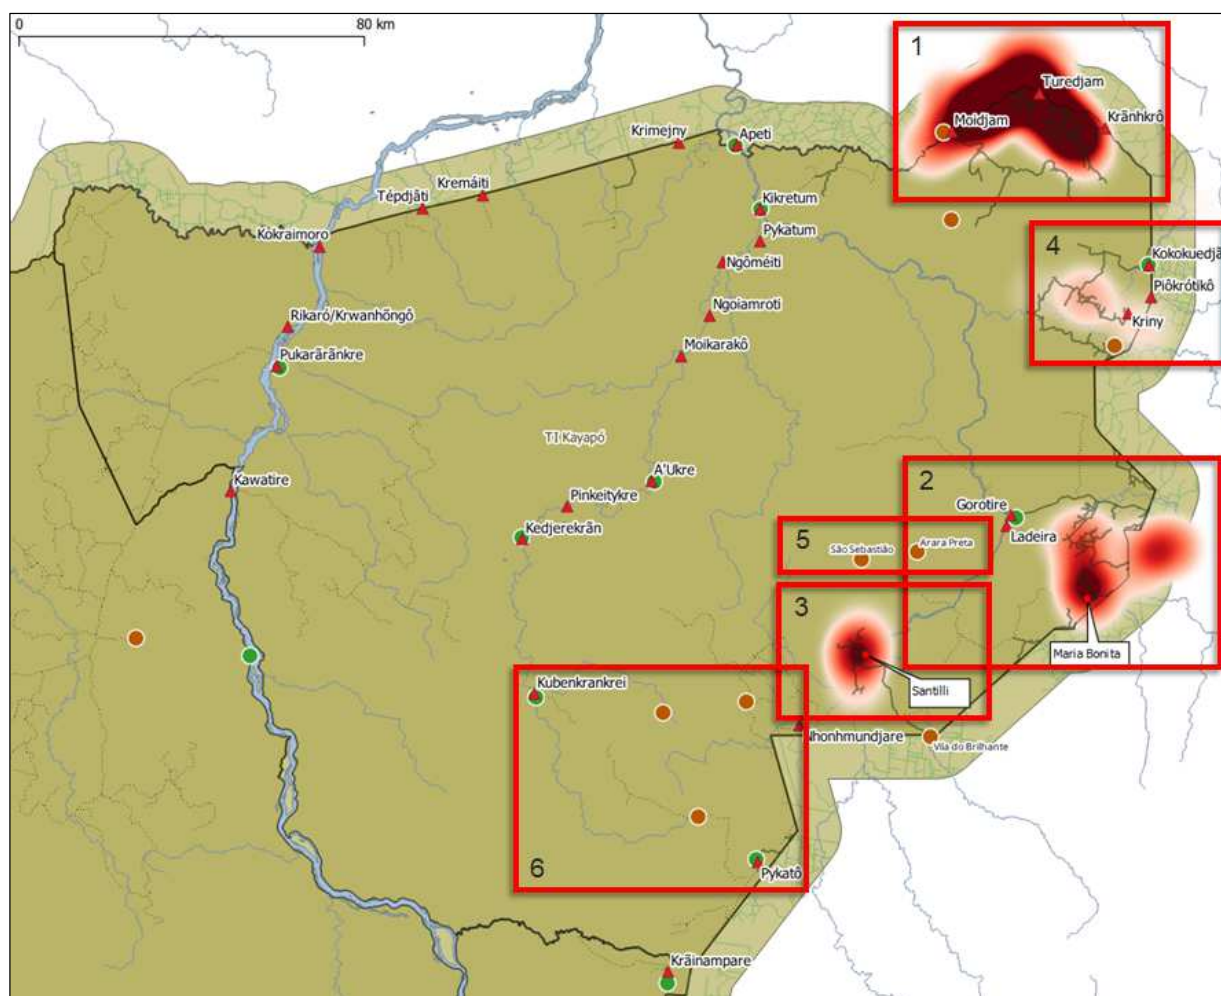 0 80 km
1
Turedjam
Moidjam
Krãnhkrô
Krimejny
Apeti
Kremáiti
Tépdjâti
Kikretum
Pykatum
Kokraimoro
4
Kokokuedjã
Ngôméiti
Piôkrótikô
Ngoiamroti
Kriny
Rikaró/Krwanhõngô
Moikarakô
Pukarãrãnkre
TI Kayapó
2
A'Ukre
Kawatire
Pinkeitykre
Gorotire
Ladeira
Kedjerekrãn
5
São Sebastião
Arara Preta
3
Maria Bonita
Kubenkrankrei
Santilli
Nhonhmundjare
Vila do Brilhante
6
Pykatô
Krãinampare